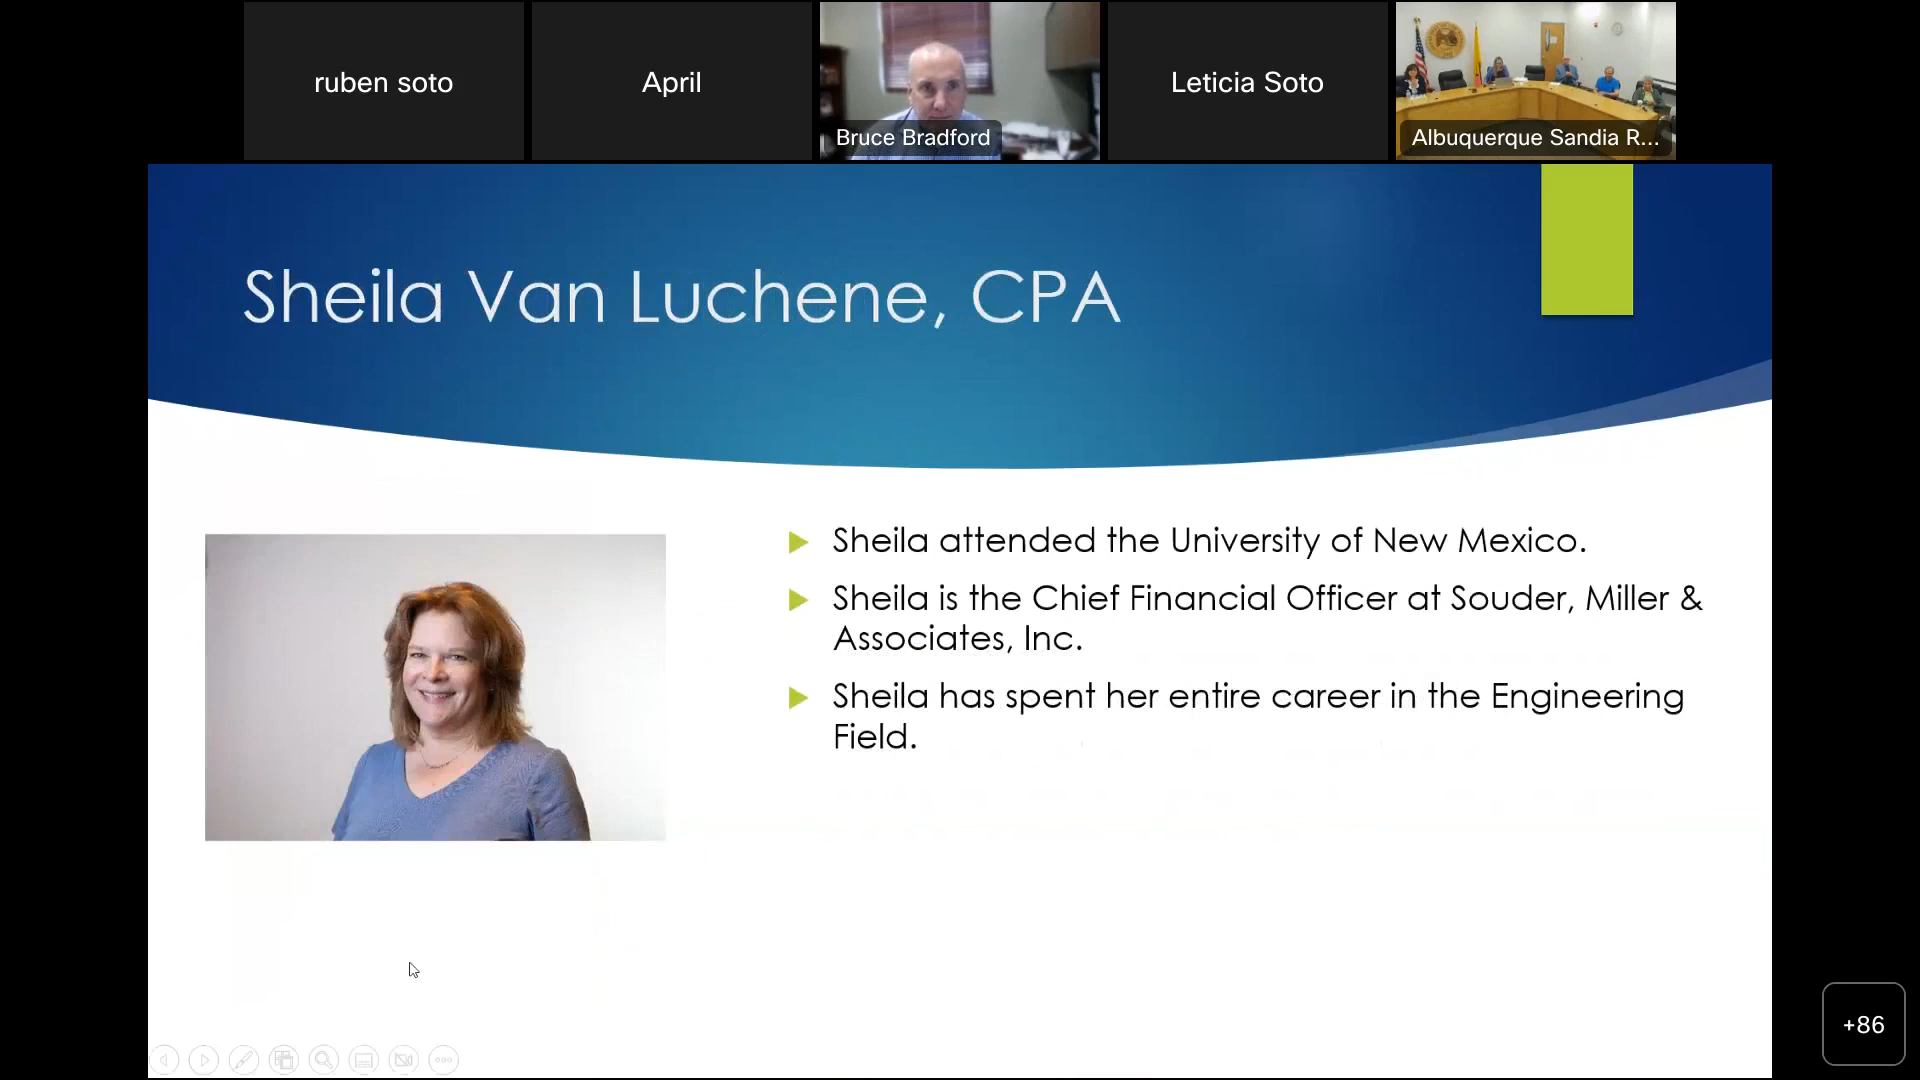 ruben soto
April
Bruce Bradford
Leticia Soto
Albuquerque Sandia R...
Sheila Van Luchene, CPA
Sheila attended the University of New Mexico.
Sheila is the Chief Financial Officer at Souder, Miller &
Associates, Inc.
Sheila has spent her entire career in the Engineering
Field.
+86